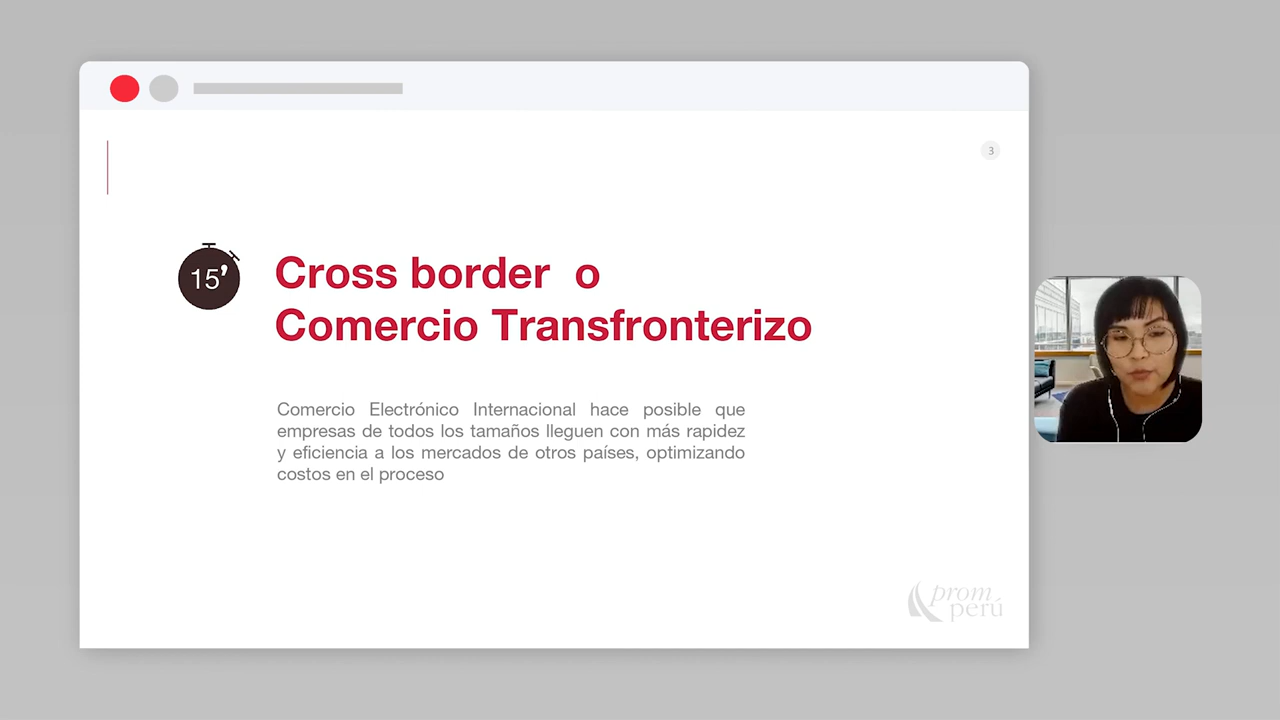 3
15’
Cross border o
Comercio Transfronterizo
Comercio Electrónico Internacional hace posible que
empresas de todos los tamaños lleguen con más rapidez
y eficiencia a los mercados de otros países, optimizando
costos en el proceso
prom
perú